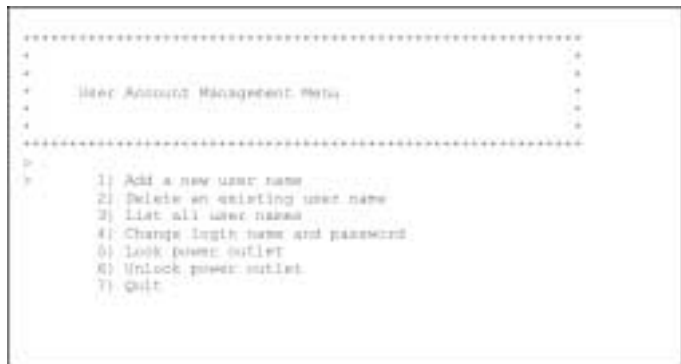 ************************************************************
*                                                          *
*                                                          *
*     User Account Management Menu                         *
*                                                          *
*                                                          *
************************************************************
>
>       1) Add a new user name
        2) Delete an existing user name
        3) List all user names
        4) Change login name and password
        5) Lock power outlet
        6) Unlock power outlet
        7) Quit